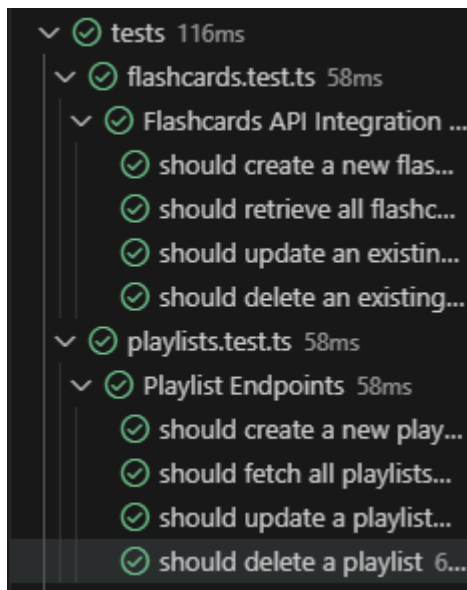 tests 116ms
flashcards.test.ts 58ms
Flashcards API Integration ...
should create a new flas...
should retrieve all flashc...
should update an existin...
should delete an existing...
playlists.test.ts 58ms
Playlist Endpoints 58ms
should create a new play...
should fetch all playlists...
should update a playlist...
should delete a playlist 6...